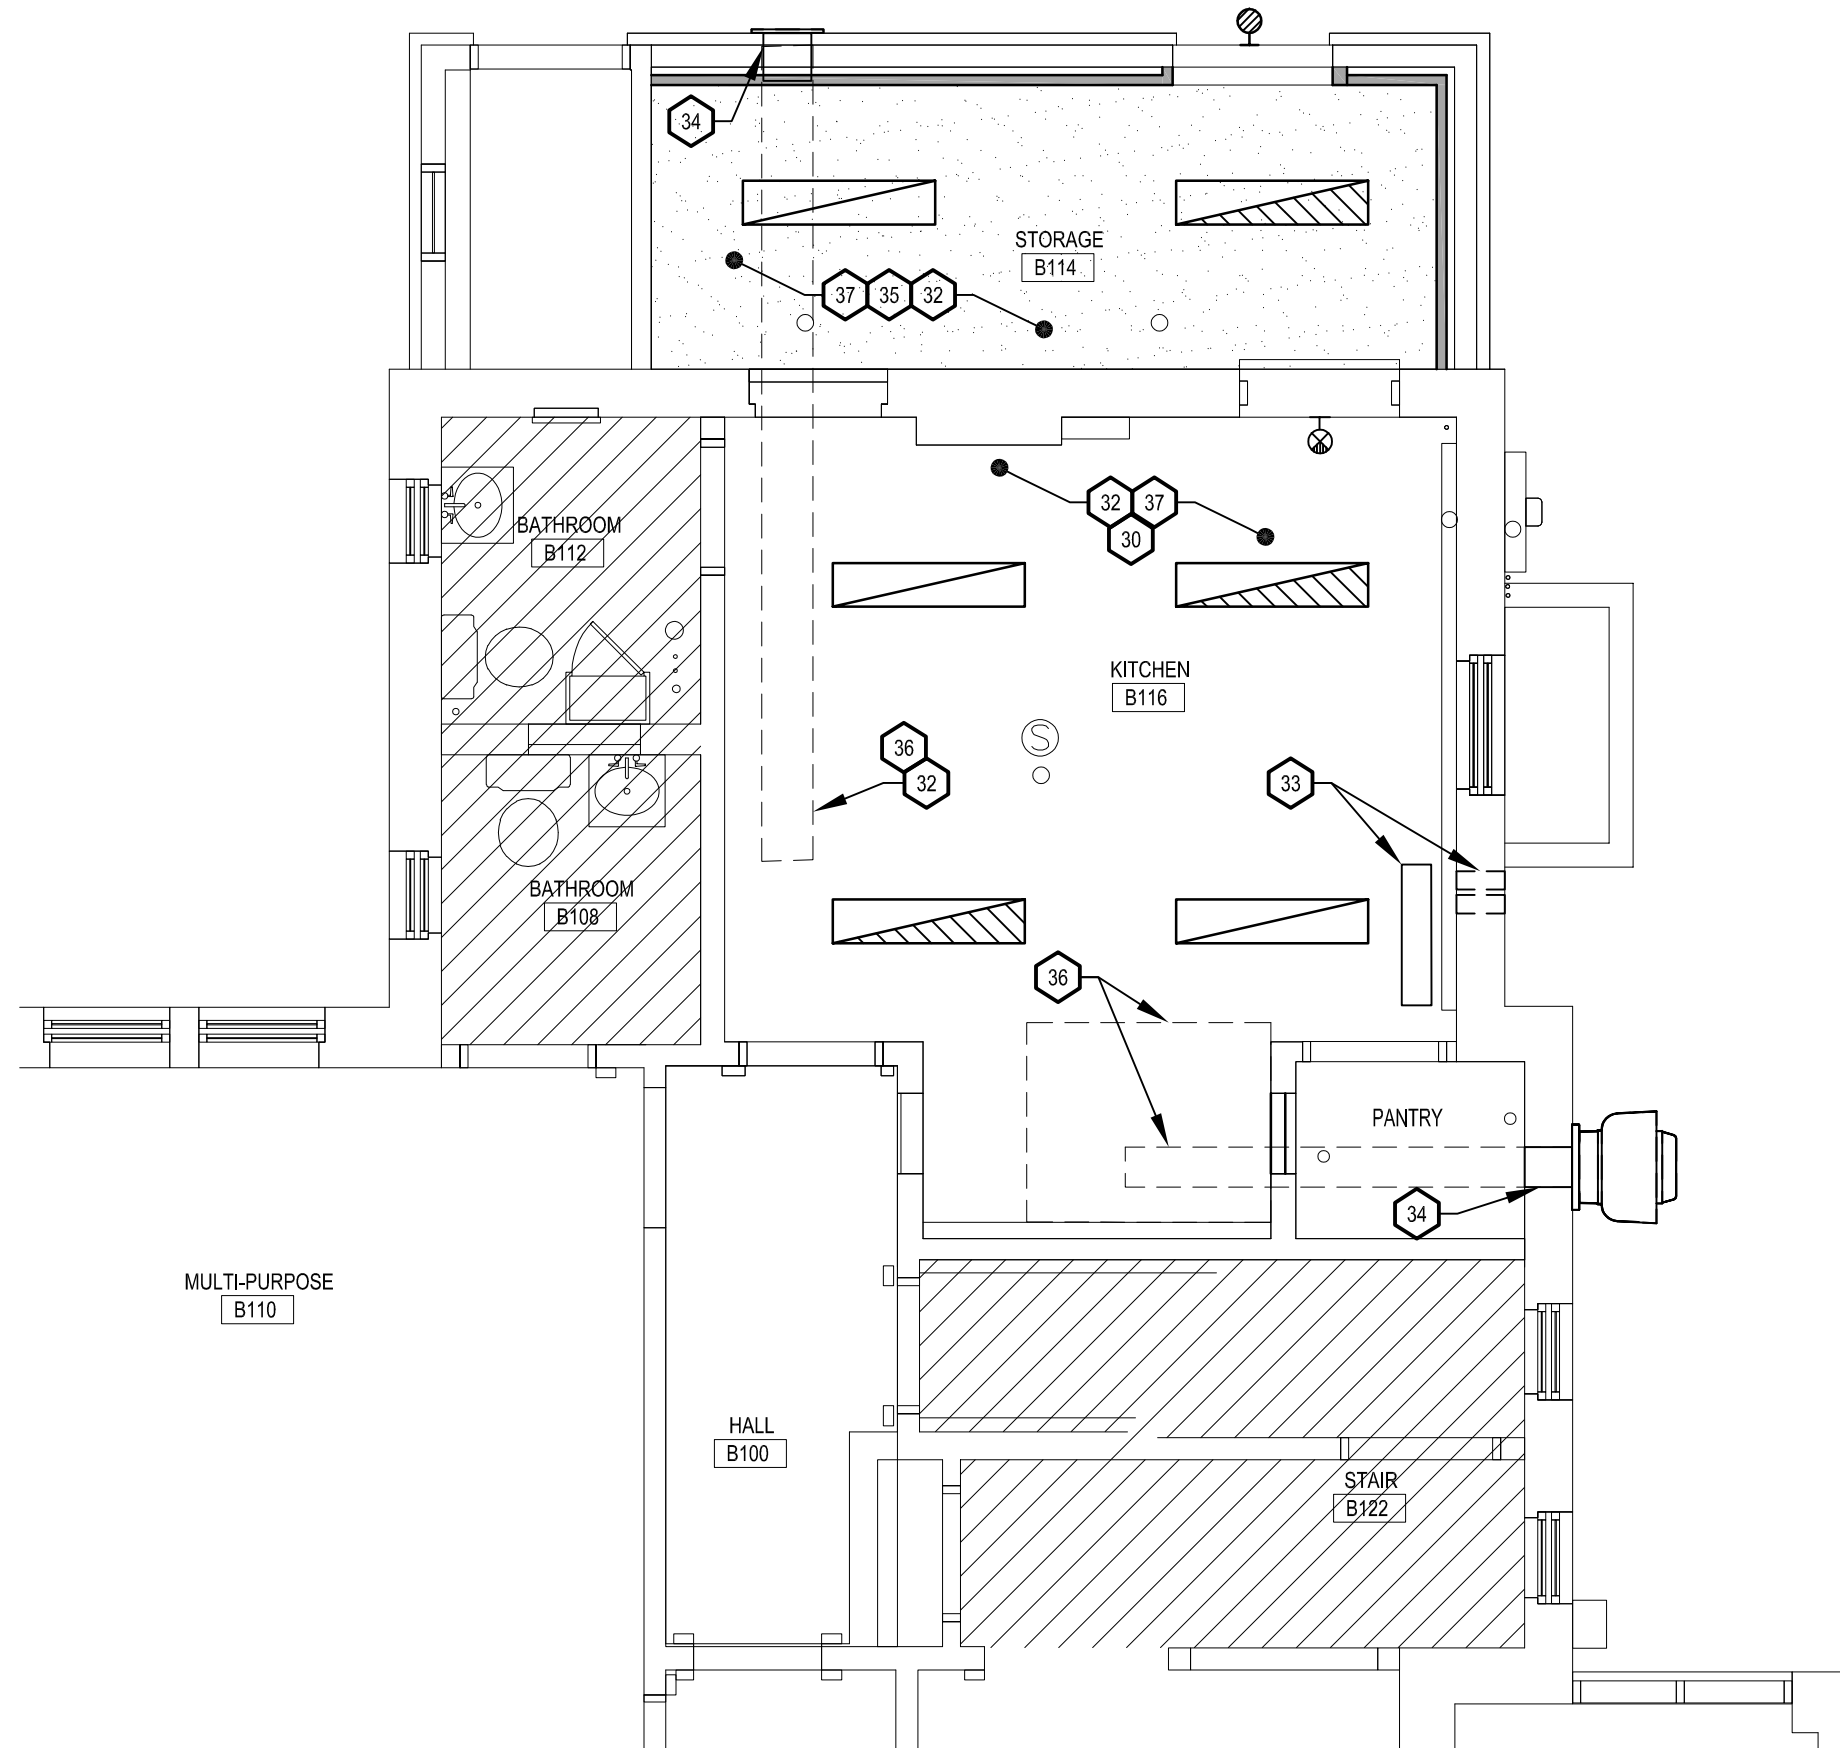 34
STORAGE
B114
37 35 32
32 37
30
BATHROOM
B112
KITCHEN
B116
S
36
32
33
BATHROOM
B108
36
PANTRY
34
MULTI-PURPOSE
B110
HALL
B100
STAIR
B122